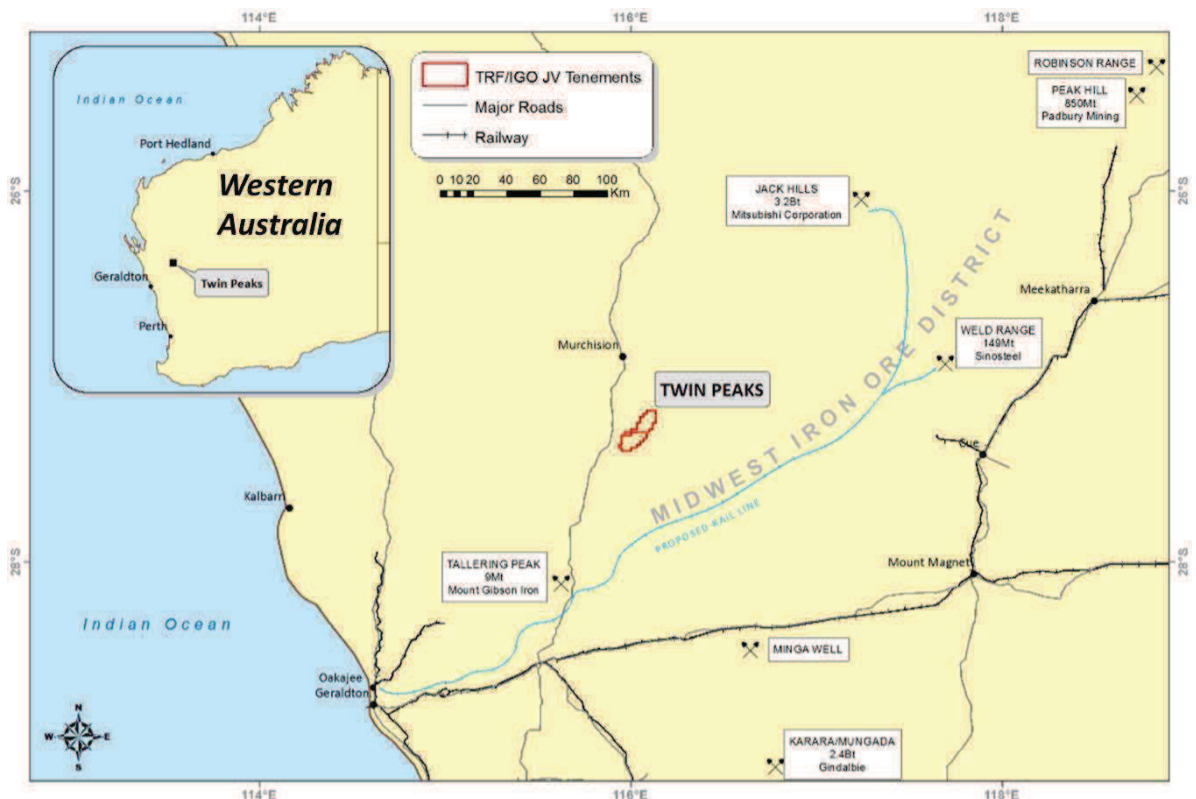 114°E
116°E
118°E
Indian Ocean
Port Hedland
Western
Australia
Geraldton
Twin Peaks
Perth
TRF/IGO JV Tenements
Major Roads
Railway
0 10 20 40 60 80 100
Km
ROBINSON RANGE
PEAK HILL
850Mt
Padbury Mining
26°S
26°S
JACK HILLS
3.2Bt
Mitsubishi Corporation
Meekatharra
WELD RANGE
149Mt
Sinosteel
Murchision
TWIN PEAKS
MIDWEST IRON ORE DISTRICT
PROPOSED RAIL LINE
Cue
Kalbarri
TALLERING PEAK
9Mt
Mount Gibson Iron
28°S
28°S
Mount Magnet
Indian Ocean
MINGA WELL
Oakajee
Geraldton
N
W E
S
KARARA/MUNGADA
2.4Bt
Gindalbie
114°E
116°E
118°E